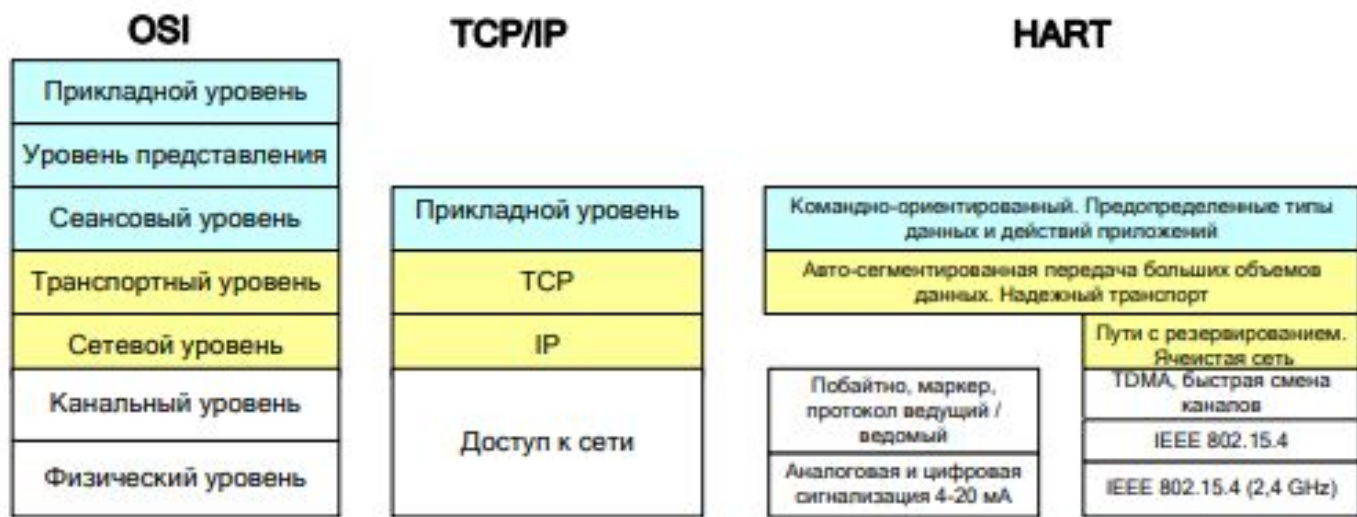 OSI
TCP/IP
HART
Прикладной уровень
Уровень представления
Сеансовый уровень
Транспортный уровень
Сетевой уровень
Канальный уровень
Физический уровень
Прикладной уровень
TCP
IP
Доступ к сети
Командно-ориентированный. Предопределенные типы
данных и действий приложений
Авто-сегментированная передача больших объемов
данных. Надежный транспорт
Пути с резервированием.
Ячеистая сеть
Побайтно, маркер,
протокол ведущий /
ведомый
Аналоговая и цифровая
сигнализация 4-20 мА
TDMA, быстрая смена
каналов
IEEE 802.15.4
IEEE 802.15.4 (2,4 GHz)